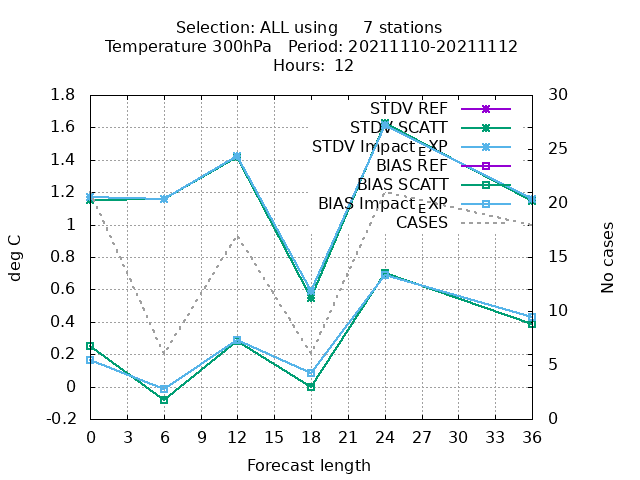 Selection: ALL using     7 stations
Temperature 300hPa   Period: 20211110-20211112
Hours: 12
1.8
1.6
1.4
1.2
1
0.8
0.6
0.4
0.2
0
-0.2
deg C
30
25
20
15
10
5
0
No cases
STDV REF
STDV SCATT
STDV Impact_EXP
BIAS REF
BIAS SCATT
BIAS Impact_EXP
CASES
0 3 6 9 12 15 18 21 24 27 30 33 36
Forecast length